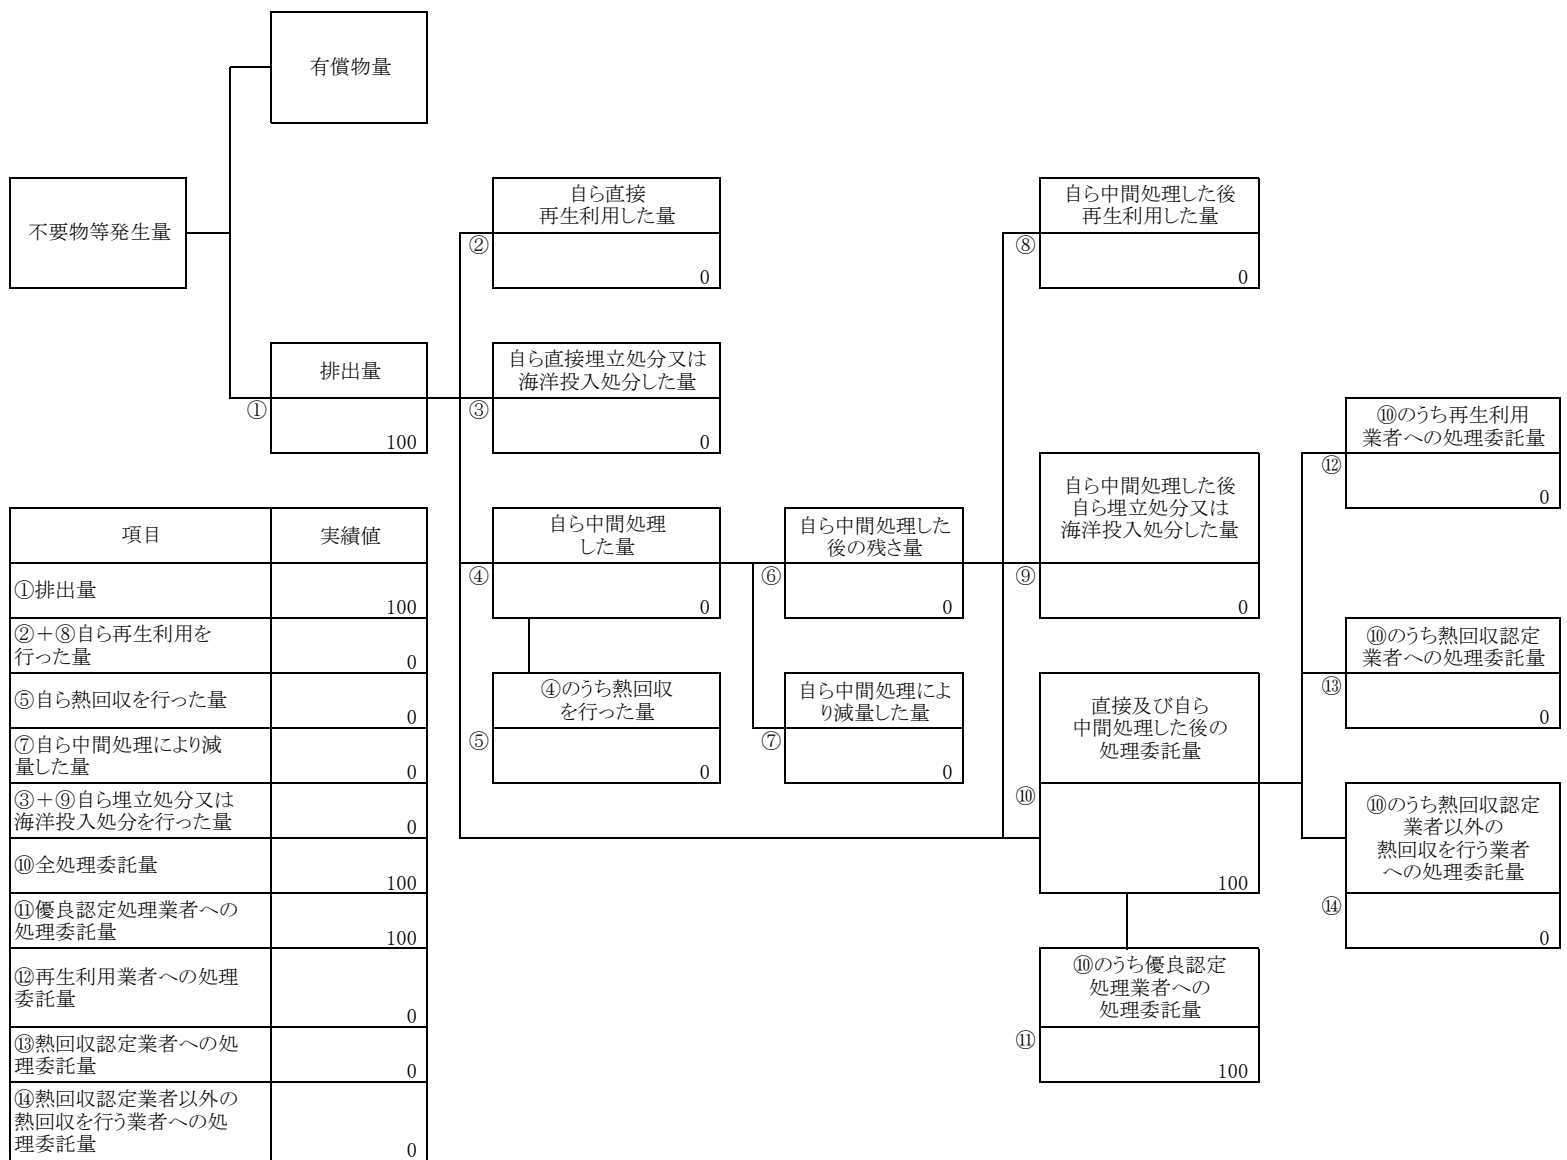 有償物量
不要物等発生量
排出量
①
100
自ら直接
再生利用した量
②
0
自ら直接埋立処分又は
海洋投入処分した量
③
0
自ら中間処理
した量
④
0
④のうち熱回収
を行った量
⑤
0
自ら中間処理した
後の残さ量
⑥
0
自ら中間処理によ
り減量した量
⑦
0
自ら中間処理した後
再生利用した量
⑧
0
自ら中間処理した後
自ら埋立処分又は
海洋投入処分した量
⑨
0
直接及び自ら
中間処理した後の
処理委託量
⑩
100
⑩のうち優良認定
処理業者への
処理委託量
⑪
100
⑩のうち再生利用
業者への処理委託量
⑫
0
⑩のうち熱回収認定
業者への処理委託量
⑬
0
⑩のうち熱回収認定
業者以外の
熱回収を行う業者
への処理委託量
⑭
0
項目 実績値
①排出量
100
②＋⑧自ら再生利用を
行った量
0
⑤自ら熱回収を行った量
0
⑦自ら中間処理により減
量した量
0
③＋⑨自ら埋立処分又は
海洋投入処分を行った量
0
⑩全処理委託量
100
⑪優良認定処理業者への
処理委託量
100
⑫再生利用業者への処理
委託量
0
⑬熱回収認定業者への処
理委託量
0
⑭熱回収認定業者以外の
熱回収を行う業者への処
理委託量
0